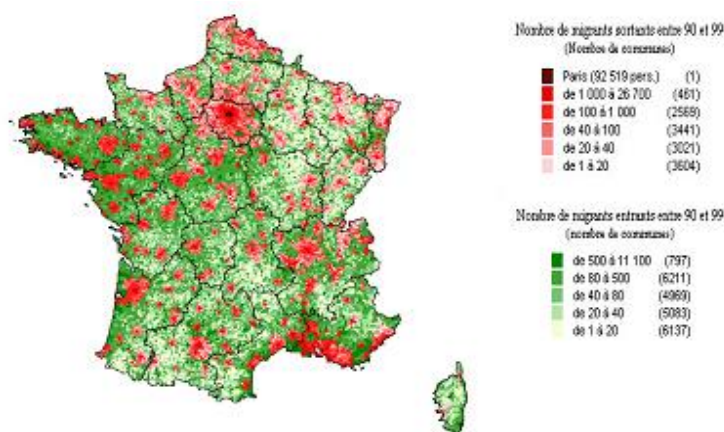 Nombre de migrants sortants entre 90 et 99
(Nombre de communes)
Paris (92 519 pers.) (1)
de 1 000 à 26 700 (461)
de 100 à 1 000 (2569)
de 40 à 100 (3441)
de 20 à 40 (3021)
de 1 à 20 (3604)
Nombre de migrants entrants entre 90 et 99
(nombre de communes)
de 500 à 11 100 (797)
de 80 à 500 (6211)
de 40 à 80 (4969)
de 20 à 40 (5083)
de 1 à 20 (6137)